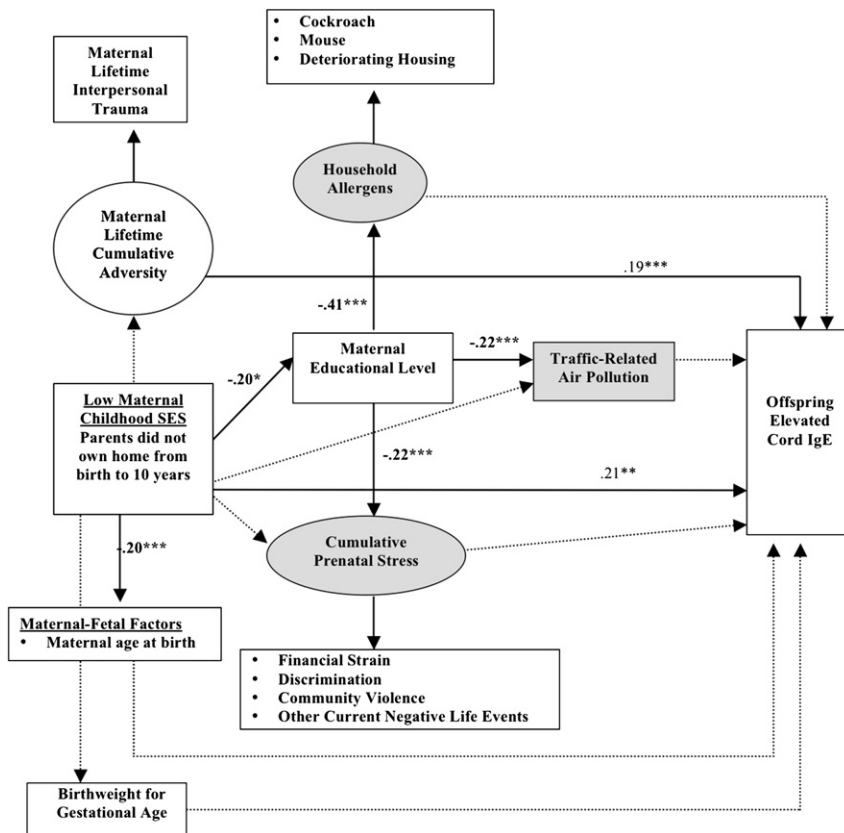 • Cockroach
• Mouse
• Deteriorating Housing
Maternal
Lifetime
Interpersonal
Trauma
Household
Allergens
Maternal
Lifetime
Cumulative
Adversity
.19***
-.41***
Maternal
Educational Level
-.22***
Traffic-Related
Air Pollution
-.20*
Low Maternal
Childhood SES
Parents did not
own home from
birth to 10 years
Offspring
Elevated
Cord IgE
-.22***
.21**
Cumulative
Prenatal Stress
-.20***
Maternal-Fetal Factors
• Maternal age at birth
• Financial Strain
• Discrimination
• Community Violence
• Other Current Negative Life Events
Birthweight for
Gestational Age